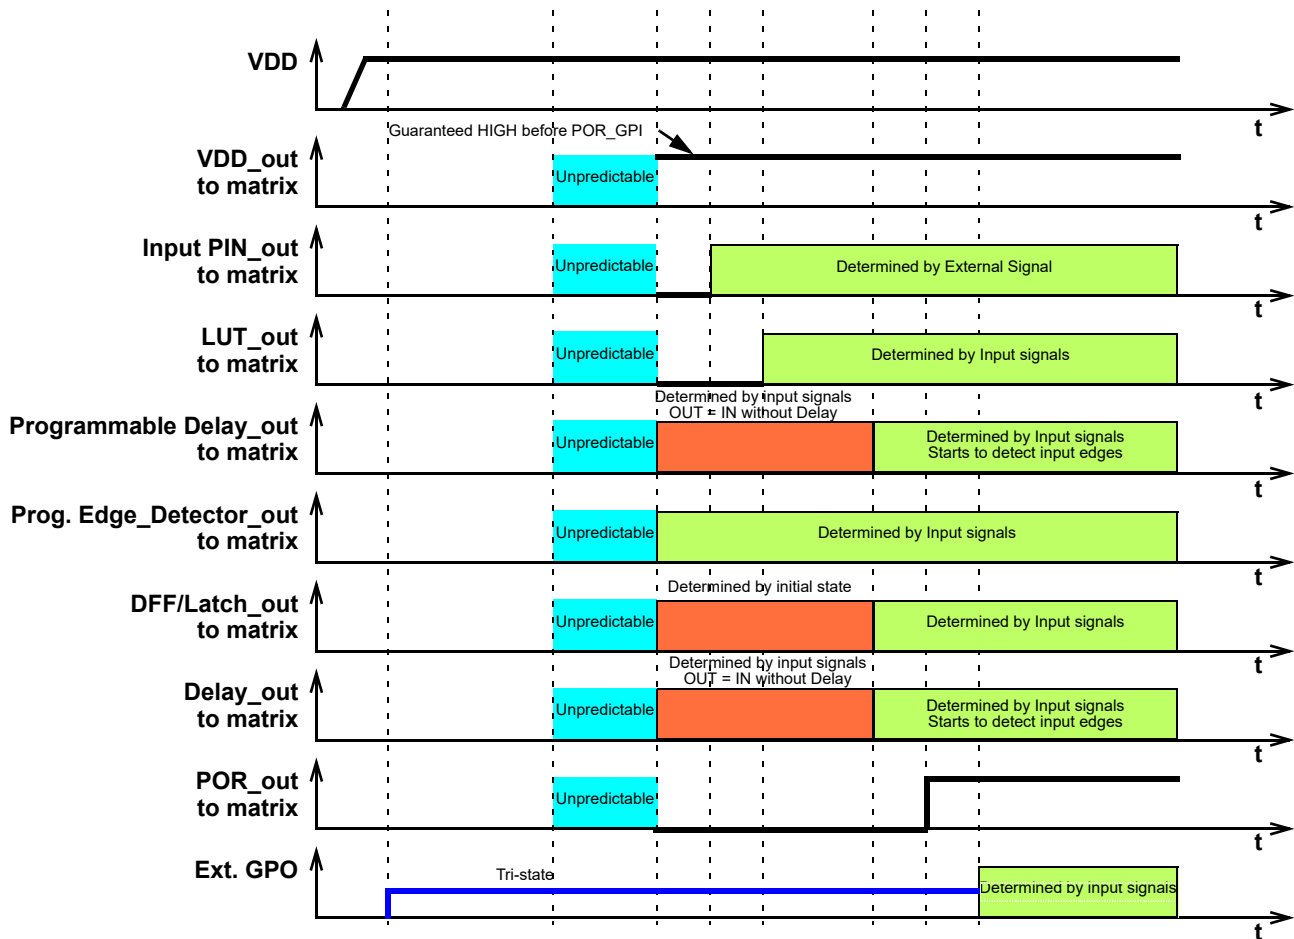 VDD
t
Guaranteed HIGH before POR_GPI
VDD_out
to matrix
Unpredictable
t
Input PIN_out
to matrix
Unpredictable
Determined by External Signal
t
LUT_out
to matrix
Unpredictable
Determined by Input signals
t
Determined by input signals
OUT = IN without Delay
Programmable Delay_out
to matrix
Unpredictable
Determined by Input signals
Starts to detect input edges
t
Prog. Edge_Detector_out
to matrix
Unpredictable
Determined by Input signals
t
Determined by initial state
DFF/Latch_out
to matrix
Unpredictable
Determined by Input signals
t
Determined by input signals
OUT = IN without Delay
Delay_out
to matrix
Unpredictable
Determined by Input signals
Starts to detect input edges
t
POR_out
to matrix
Unpredictable
t
Ext. GPO
Tri-state
Determined by input signals
t